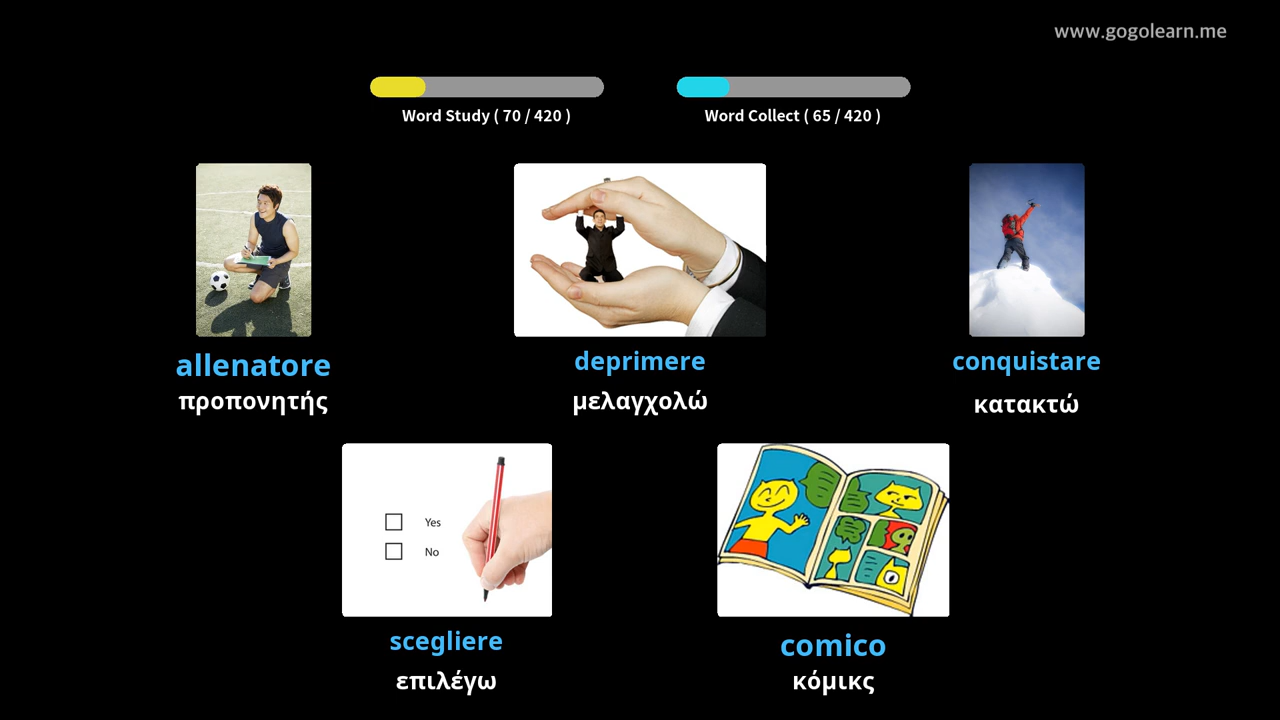 www.gogolearn.me
Word Study ( 70 / 420 )
Word Collect ( 65 / 420 )
allenatore
προπονητής
deprimere
μελαγχολώ
conquistare
κατακτώ
Yes
No
scegliere
επιλέγω
comico
κόμικς